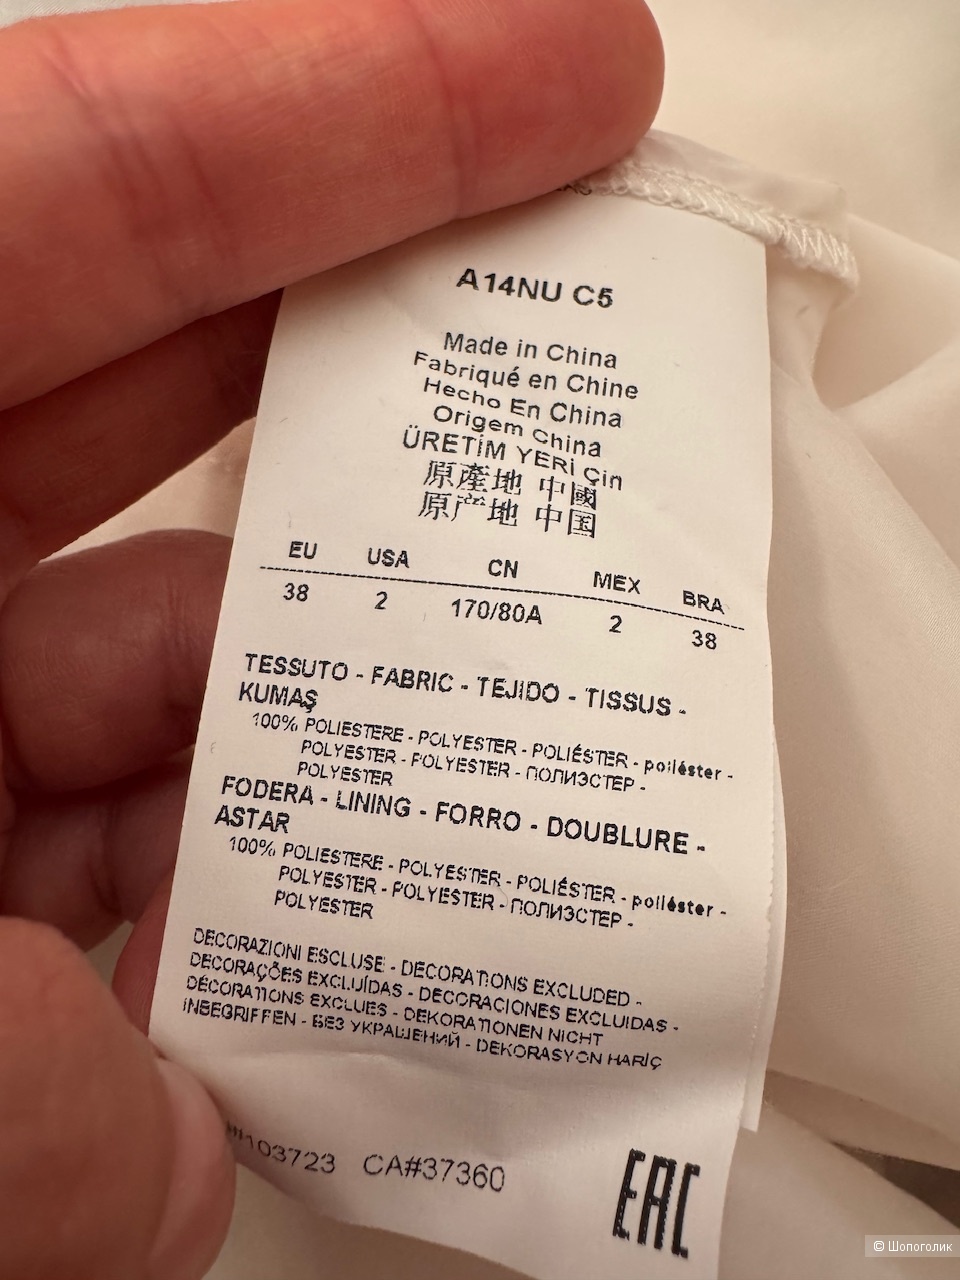 A14NU C5
Made in China
Fabriqué en Chine
Hecho En China
Origem China
ÜRETİM YERİ Çin
原產地 中國
原产地 中国
EU USA CN MEX BRA
38 2 170/80A 2 38
TESSUTO - FABRIC - TEJIDO - TISSUS -
KUMAŞ
100% POLIESTERE - POLYESTER - POLIÉSTER - poliéster -
POLYESTER - POLYESTER - ПОЛИЭСТЕР -
POLYESTER
FODERA - LINING - FORRO - DOUBLURE -
ASTAR
100% POLIESTERE - POLYESTER - POLIÉSTER - poliéster -
POLYESTER - POLYESTER - ПОЛИЭСТЕР -
POLYESTER
DECORAZIONI ESCLUSE - DECORATIONS EXCLUDED -
DECORAÇÕES EXCLUÍDAS - DECORACIONES EXCLUIDAS -
DÉCORATIONS EXCLUES - DEKORATIONEN NICHT
INBEGRIFFEN - БЕЗ УКРАШЕНИЙ - DEKORASYON HARİÇ
103723 CA#37360
EAC
© Шопоголик